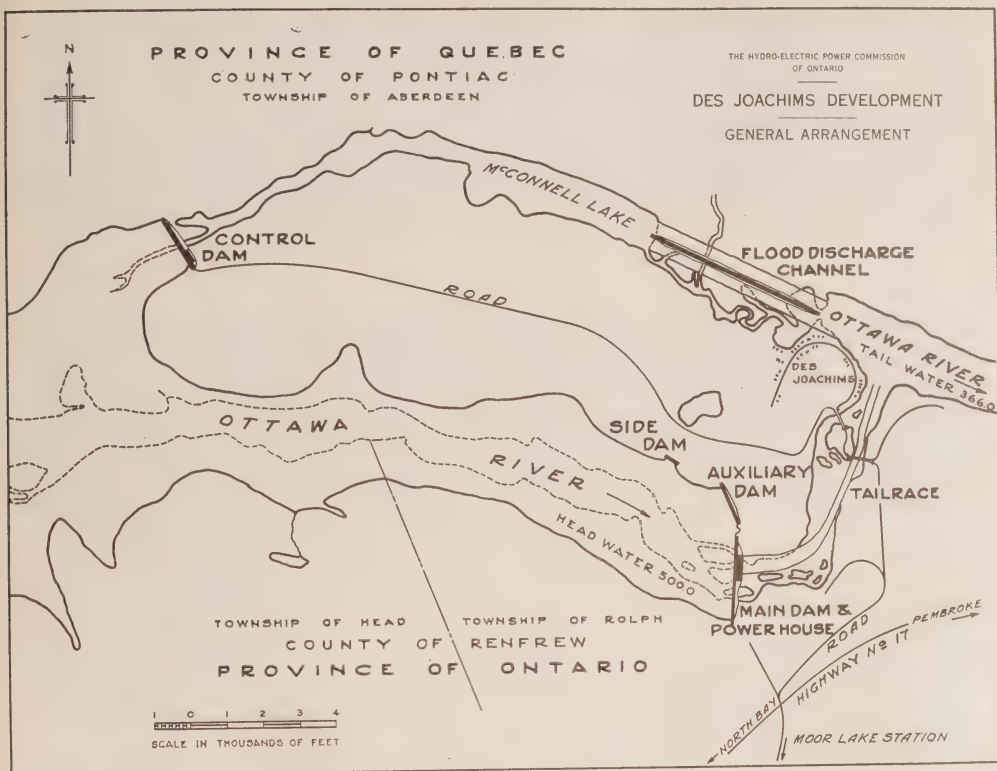 N
PROVINCE OF QUEBEC
COUNTY OF PONTIAC
TOWNSHIP OF ABERDEEN
THE HYDRO-ELECTRIC POWER COMMISSION
OF ONTARIO
DES JOACHIMS DEVELOPMENT
GENERAL ARRANGEMENT
McCONNELL LAKE
CONTROL
DAM
FLOOD DISCHARGE
CHANNEL
ROAD
OTTAWA RIVER
TAIL WATER 366.0
DES
JOACHIMS
OTTAWA
RIVER
SIDE
DAM
AUXILIARY
DAM
TAILRACE
HEAD WATER 500.0
MAIN DAM &
POWER HOUSE
ROAD
PEMBROKE
HIGHWAY No 17
NORTH BAY
MOOR LAKE STATION
TOWNSHIP OF HEAD TOWNSHIP OF ROLPH
COUNTY OF RENFREW
PROVINCE OF ONTARIO
1 0 1 2 3 4
SCALE IN THOUSANDS OF FEET